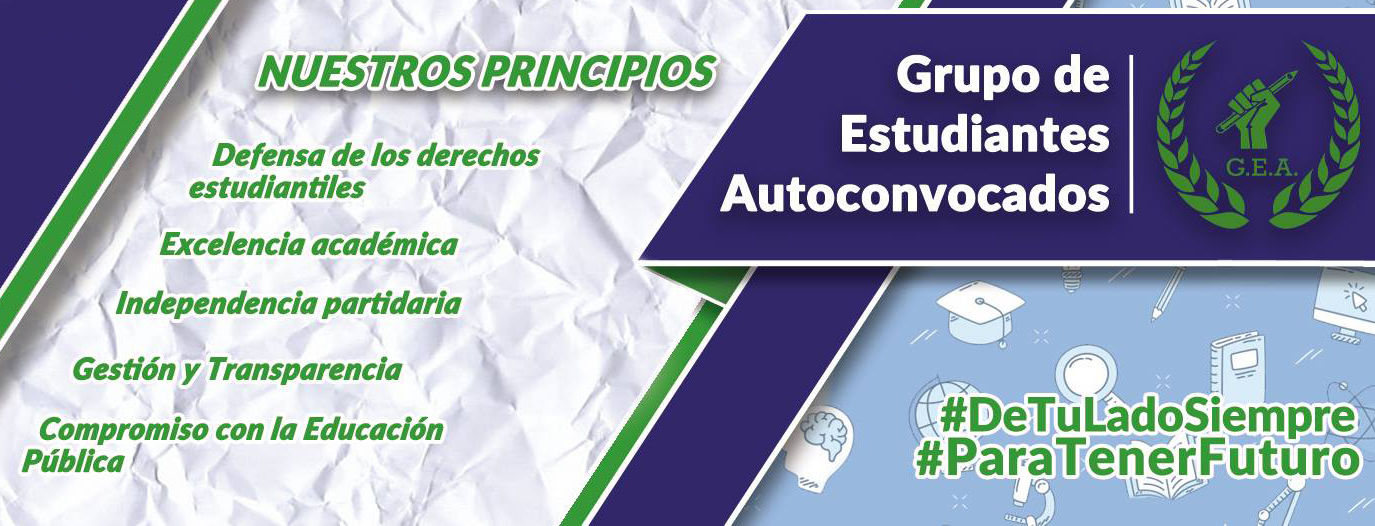 NUESTROS PRINCIPIOS
Defensa de los derechos
estudiantiles
Excelencia académica
Independencia partidaria
Gestión y Transparencia
Compromiso con la Educación
Pública
Grupo de
Estudiantes
Autoconvocados
G.E.A.
#DeTuLadoSiempre
#ParaTenerFuturo